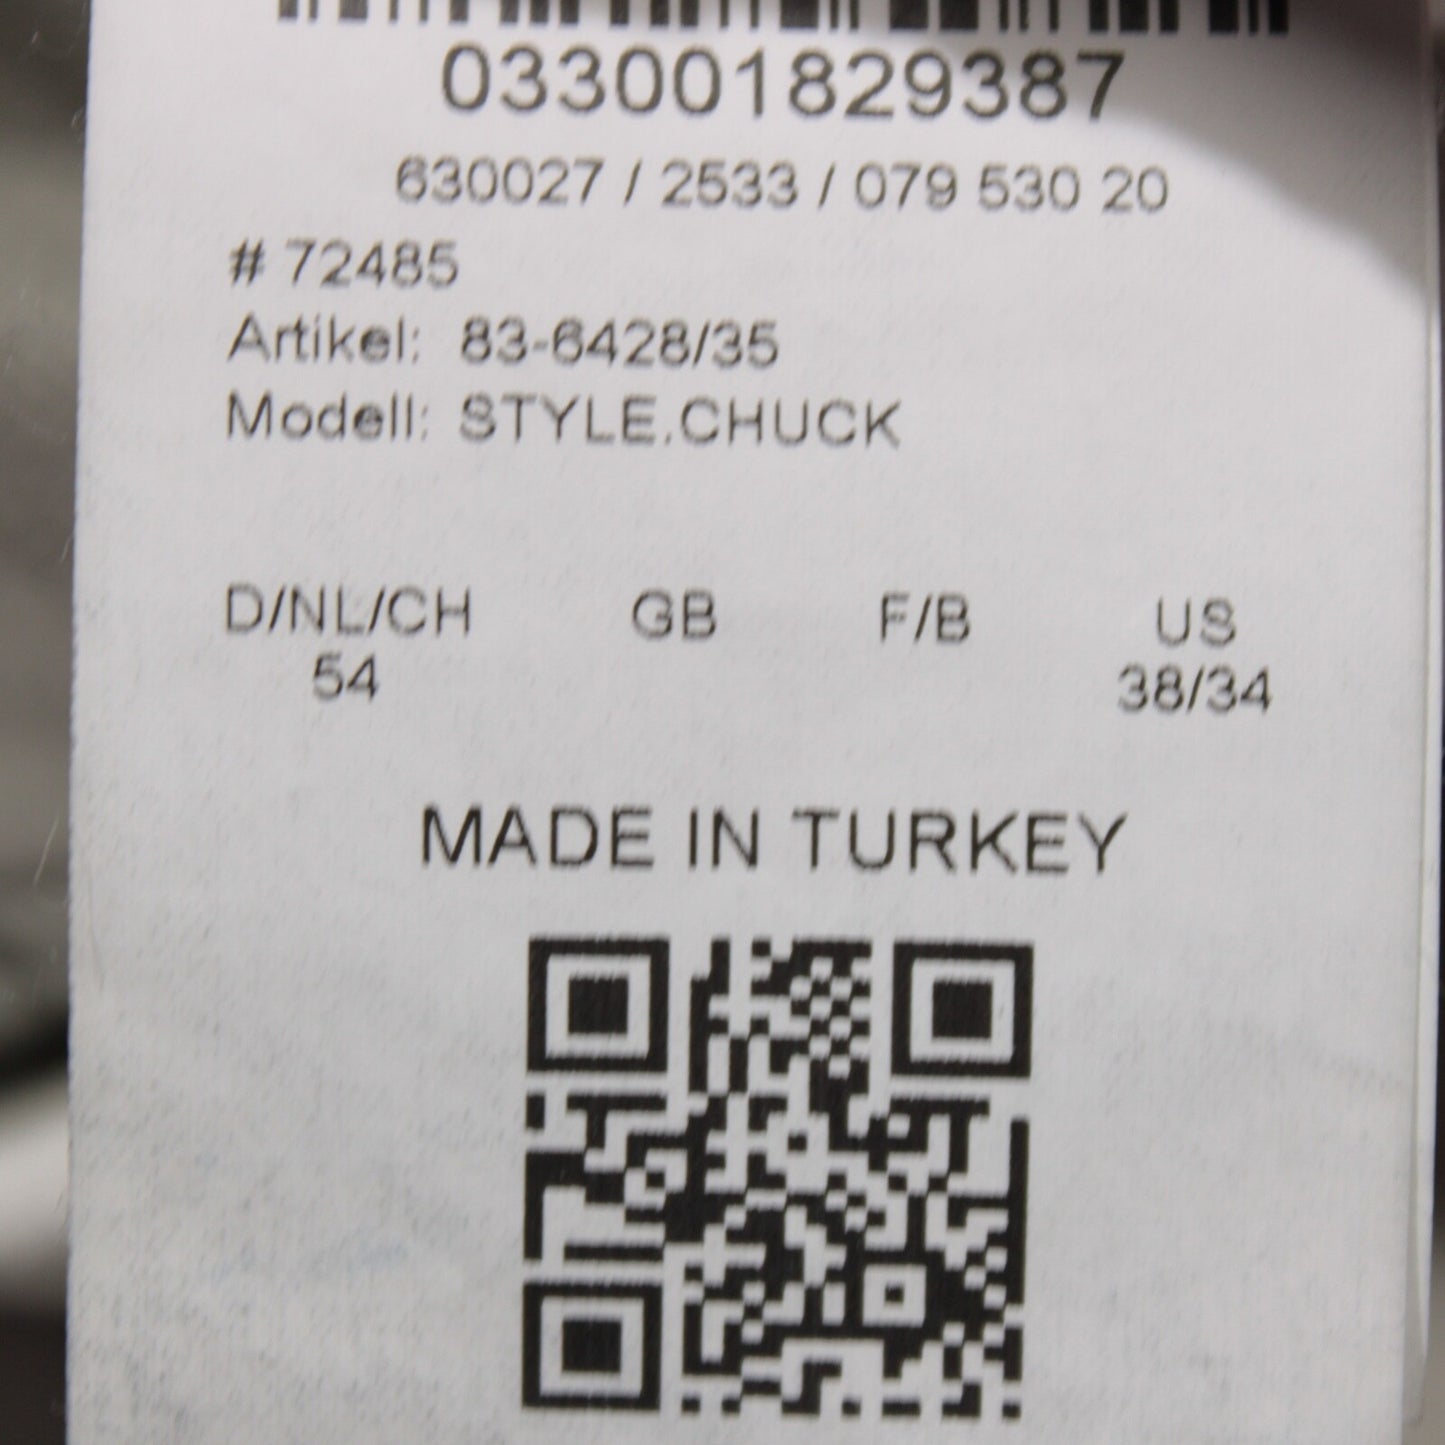 033001829387
630027 / 2533 / 079 530 20
# 72485
Artikel: 83-6428/35
Modell: STYLE.CHUCK
D/NL/CH GB F/B US
54 38/34
MADE IN TURKEY